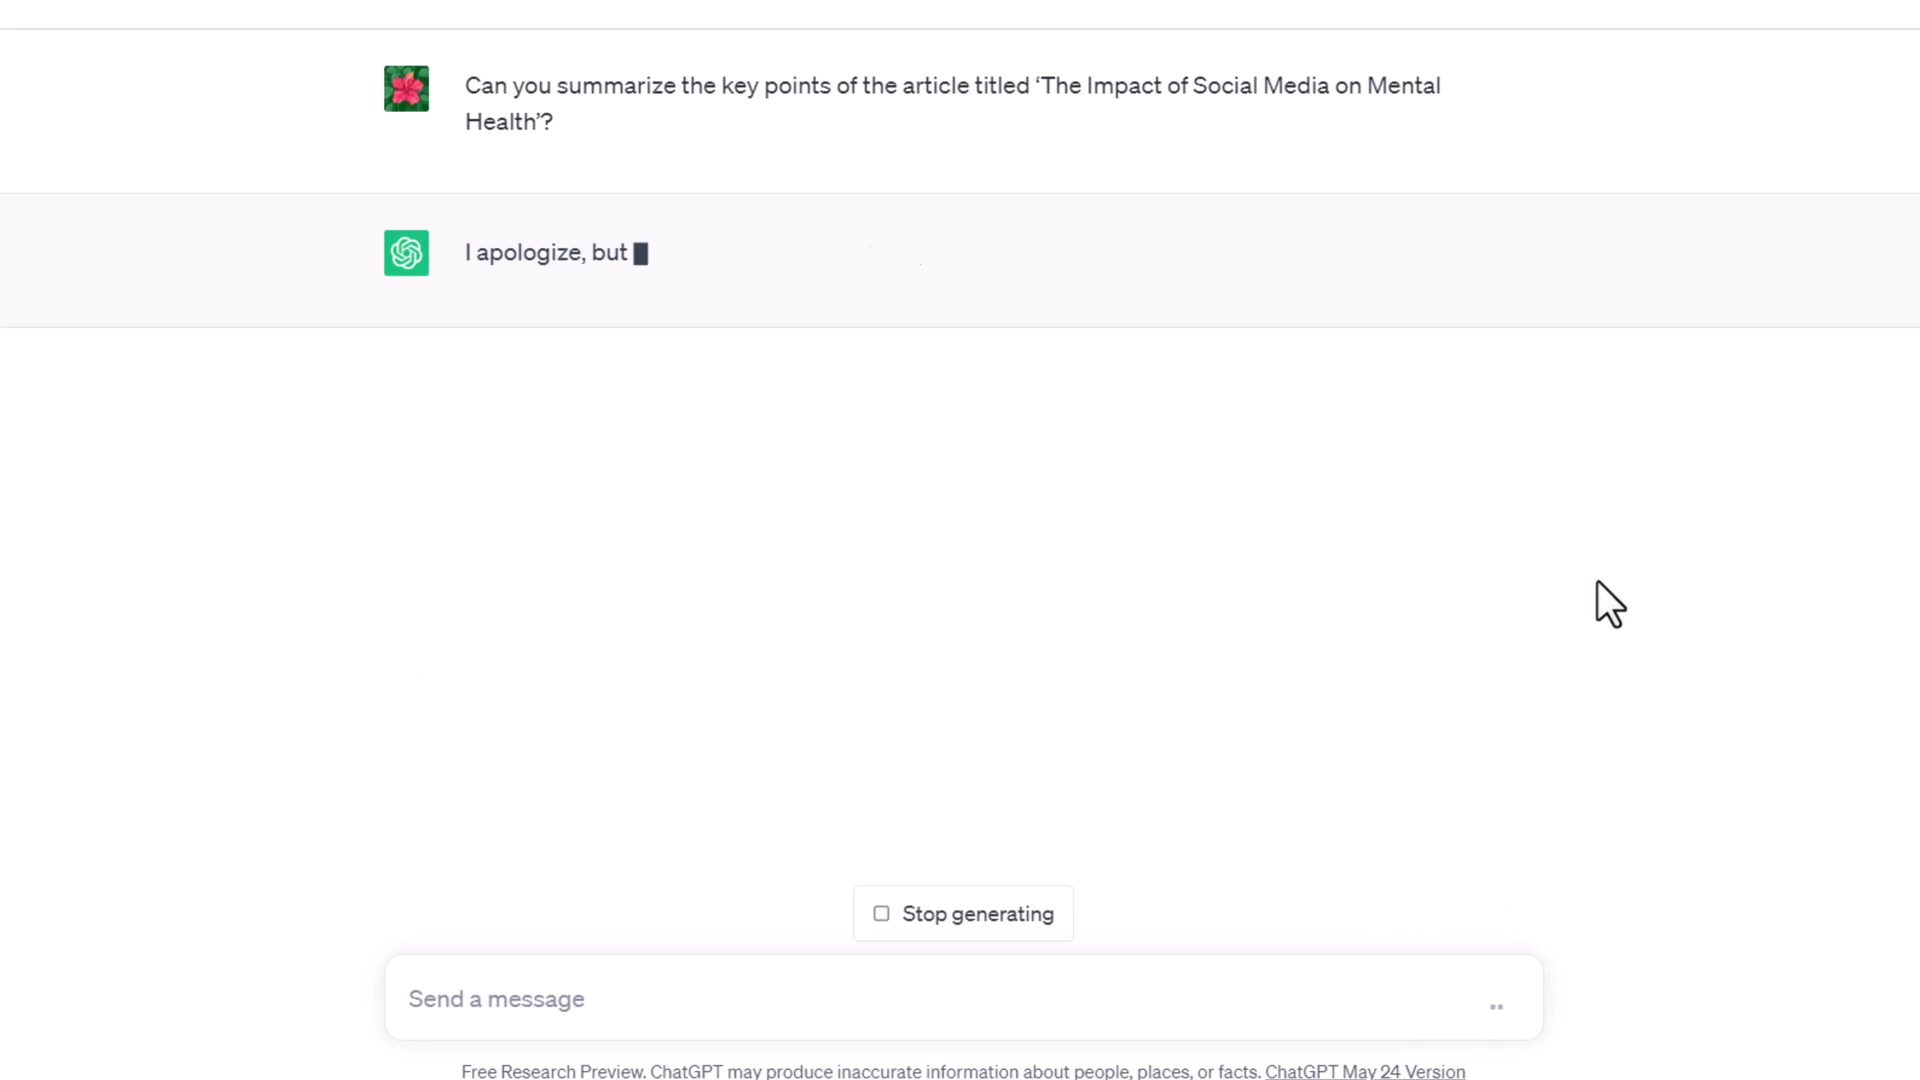 Can you summarize the key points of the article titled ‘The Impact of Social Media on Mental
Health’?
I apologize, but
Stop generating
Send a message
Free Research Preview. ChatGPT may produce inaccurate information about people, places, or facts. ChatGPT May 24 Version